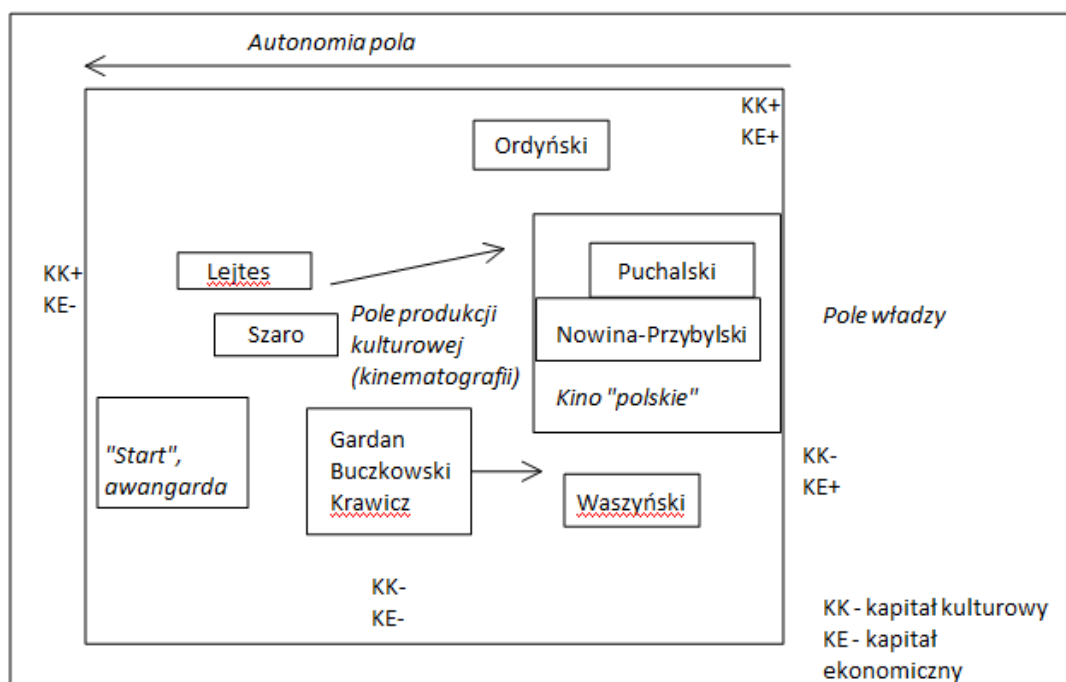 Autonomia pola
KK+
KE+
Ordyński
Lejtes
KK+
KE-
Puchalski
Szaro
Pole produkcji
kulturowej
(kinematografii)
Nowina-Przybylski
Pole władzy
Kino "polskie"
"Start",
awangarda
Gardan
Buczkowski
Krawicz
Waszyński
KK-
KE+
KK-
KE-
KK - kapitał kulturowy
KE - kapitał
ekonomiczny